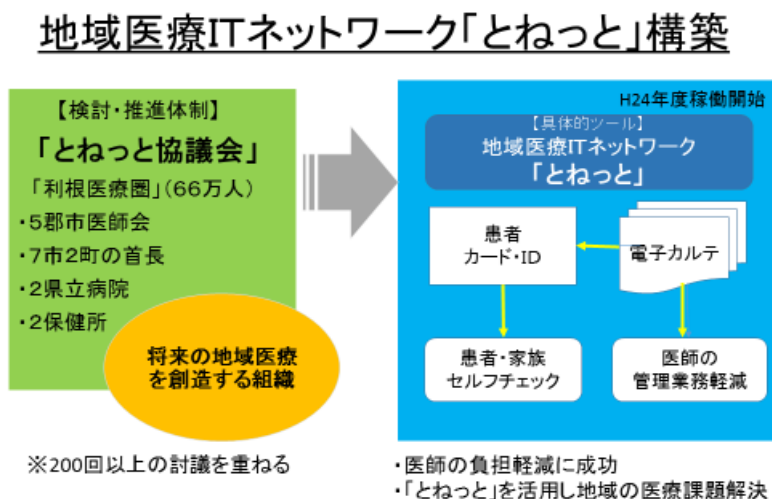 地域医療ITネットワーク「とねっと」構築
【検討・推進体制】
「とねっと協議会」
「利根医療圏」(66万人)
・5郡市医師会
・7市2町の首長
・2県立病院
・2保健所
将来の地域医療
を創造する組織
※200回以上の討議を重ねる
H24年度稼働開始
【具体的ツール】
地域医療ITネットワーク
「とねっと」
患者
カード・ID
電子カルテ
患者・家族
セルフチェック
医師の
管理業務軽減
・医師の負担軽減に成功
・「とねっと」を活用し地域の医療課題解決